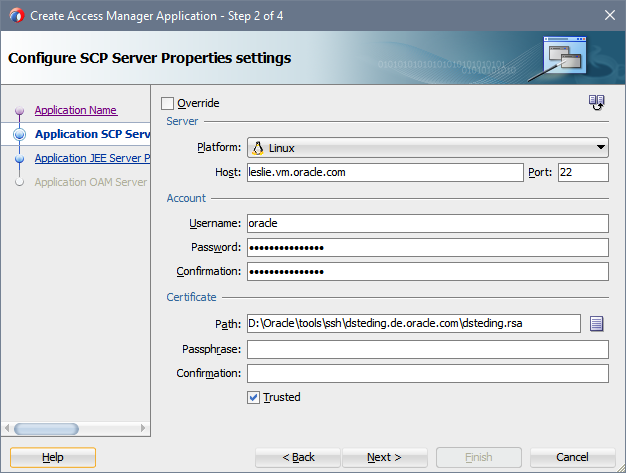 Create Access Manager Application - Step 2 of 4
Configure SCP Server Properties settings
Application Name
Application SCP Serv
Application JEE Server P
Application OAM Server
Override
Server
Platform: Linux
Host: leslie.vm.oracle.com Port: 22
Account
Username: oracle
Password: •••••••••••••••
Confirmation: •••••••••••••••
Certificate
Path: D:\Oracle\tools\ssh\dsteding.de.oracle.com\dsteding.rsa
Passphrase:
Confirmation:
Trusted
Help < Back Next > Finish Cancel